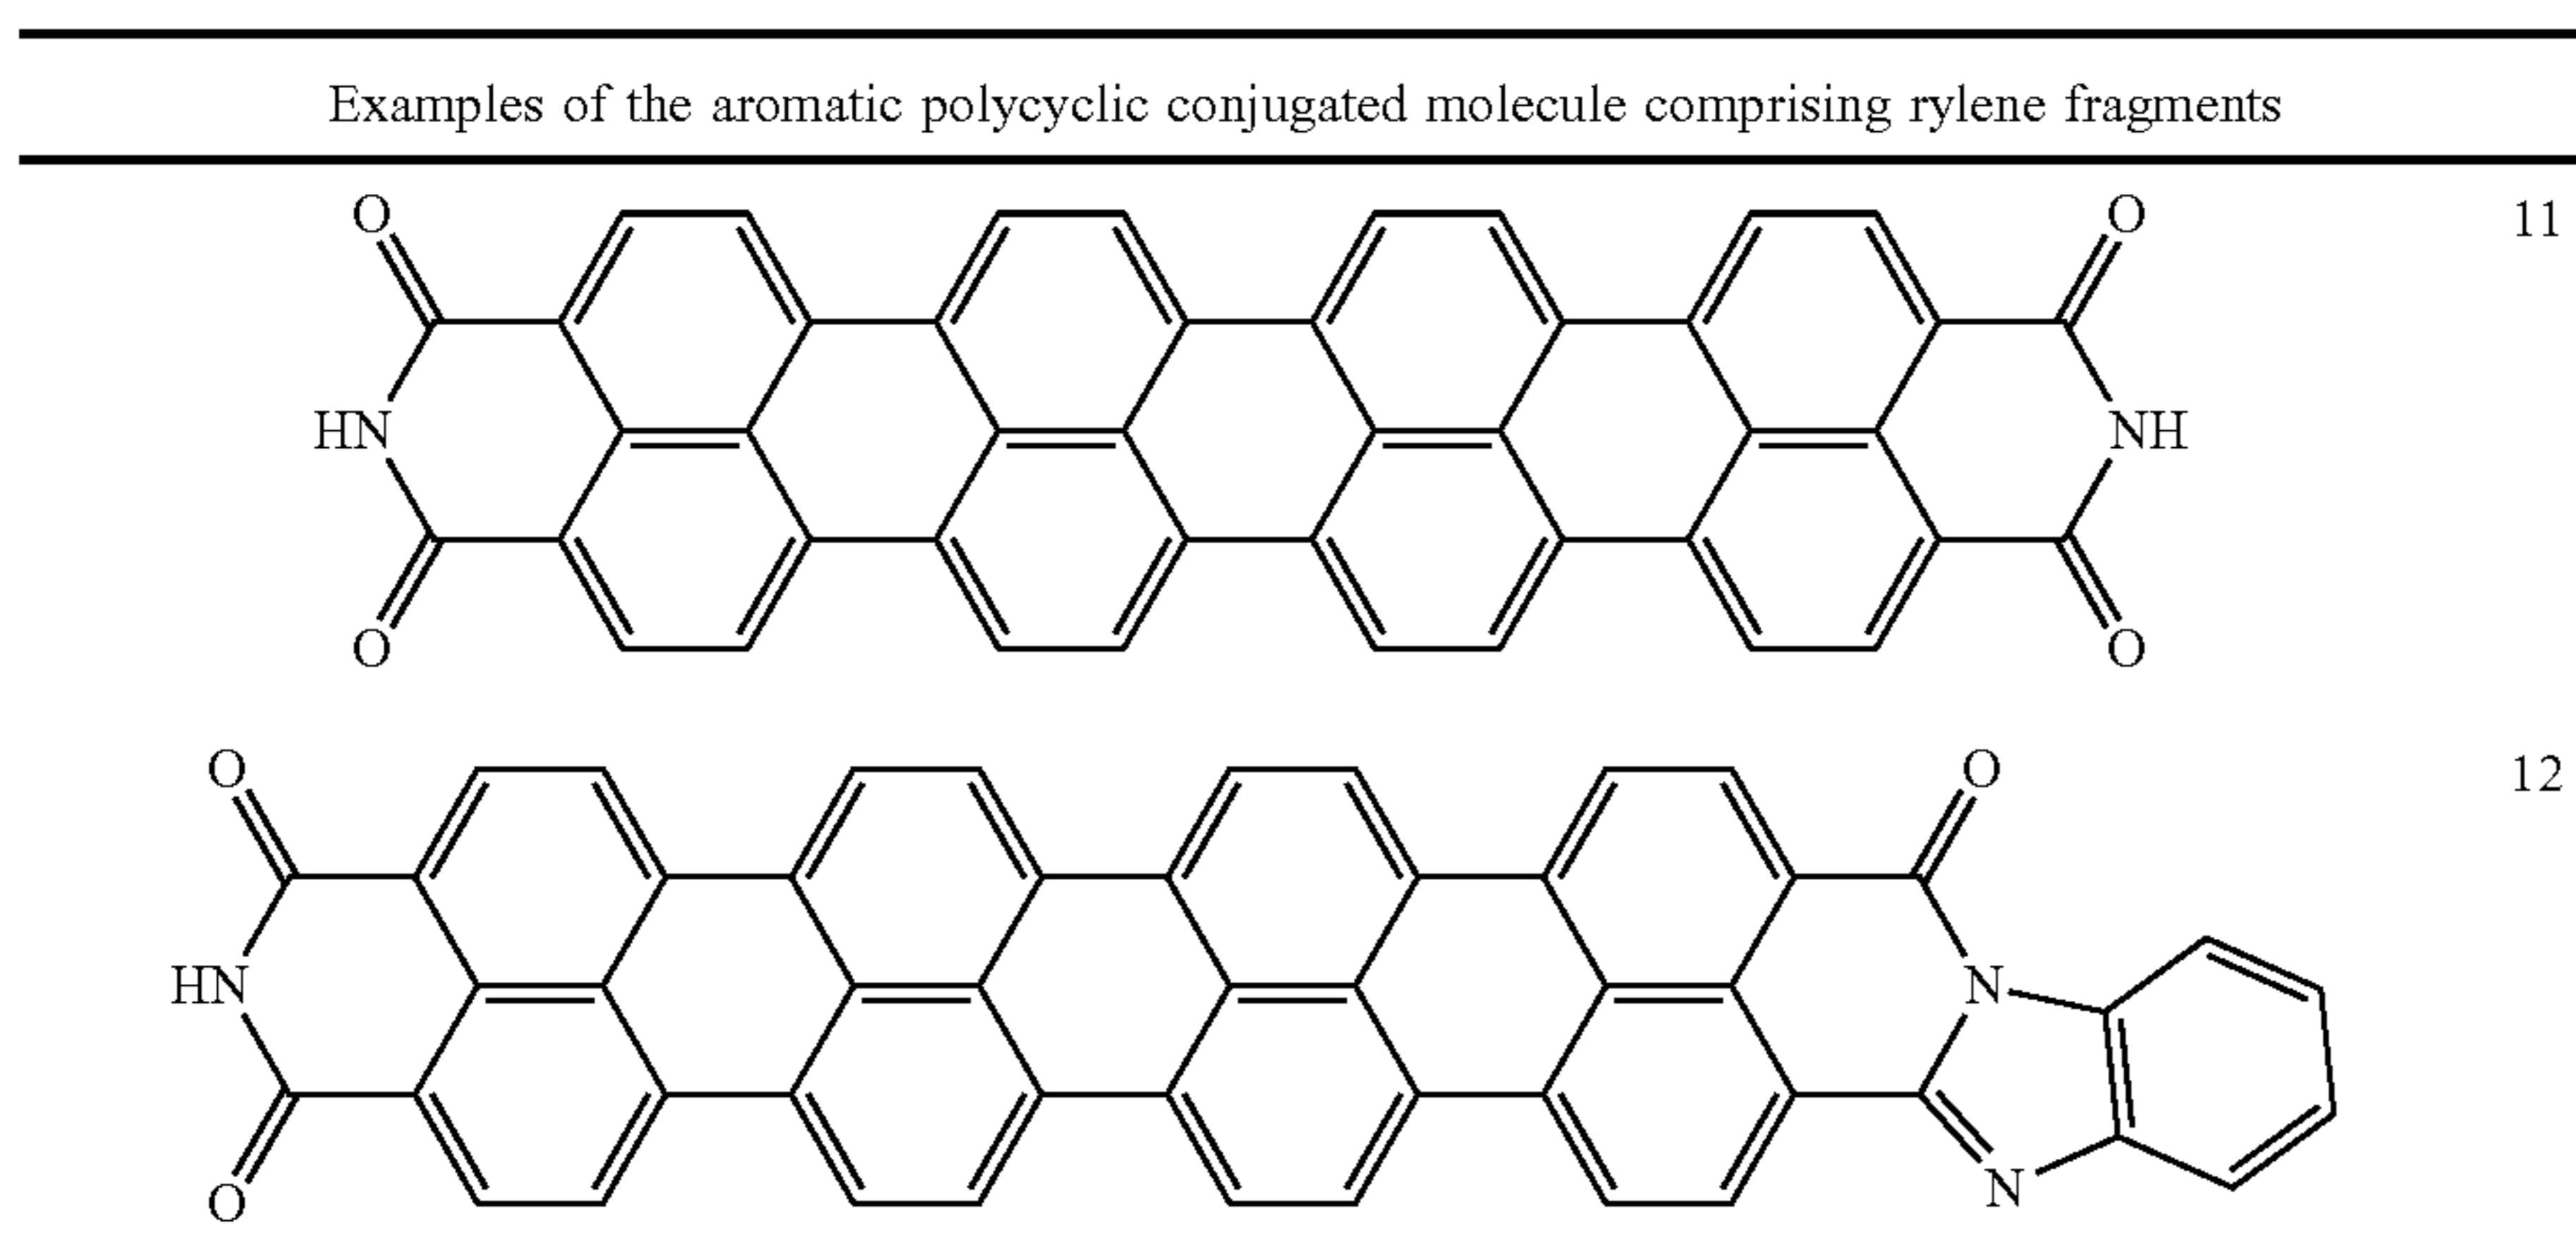 Examples of the aromatic polycyclic conjugated molecule comprising rylene fragments
O O 11
HN NH
O O
O O 12
HN N
O N